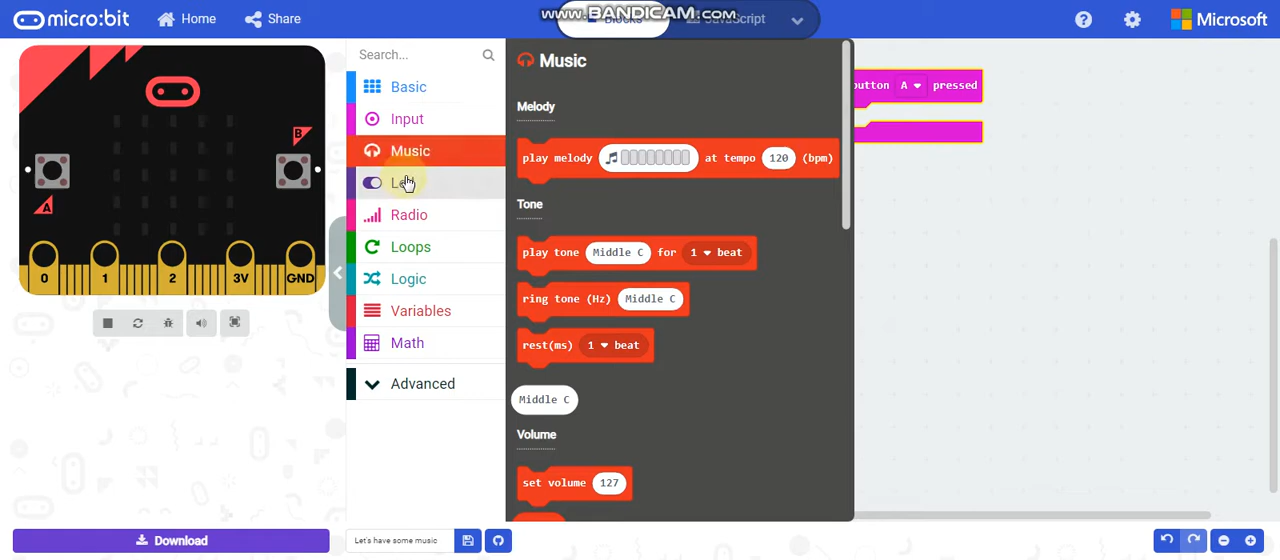 micro:bit
Home
Share
www.BANDICAM.com
Blocks
JavaScript
Microsoft
Search...
Basic
Input
Music
Led
Radio
Loops
Logic
Variables
Math
Advanced
Music
Melody
play melody at tempo 120 (bpm)
Tone
play tone Middle C for 1 beat
ring tone (Hz) Middle C
rest(ms) 1 beat
Middle C
Volume
set volume 127
button A pressed
A
B
0 1 2 3V GND
Download
Let's have some music